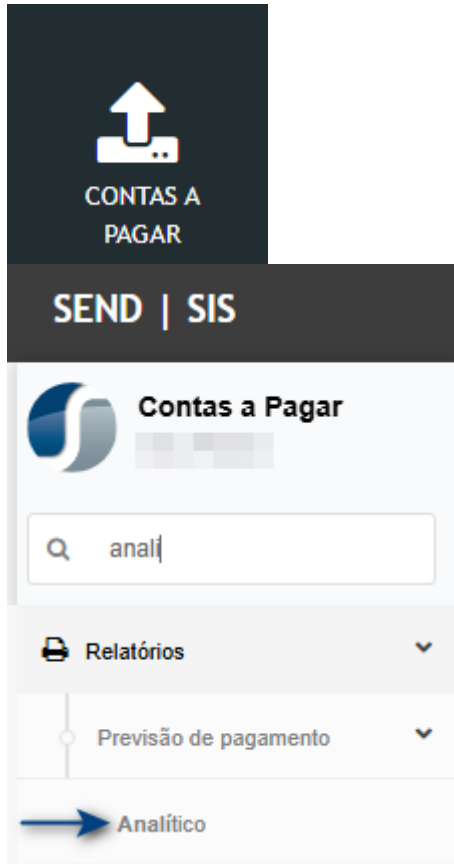 CONTAS A
PAGAR
SEND | SIS
Contas a Pagar
anali
Relatórios
Previsão de pagamento
Analítico